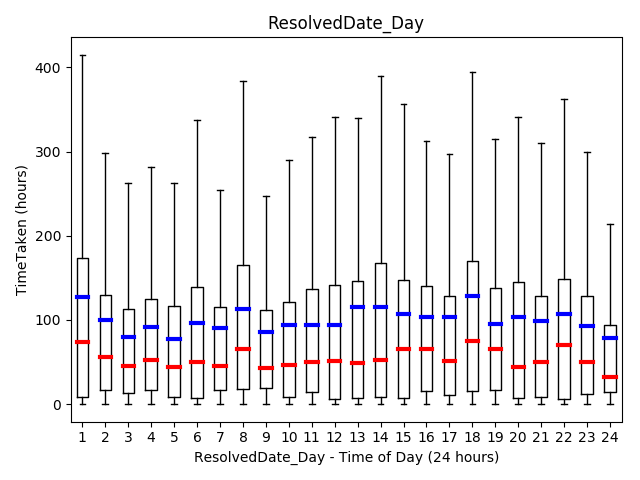 ResolvedDate_Day
TimeTaken (hours)
400
300
200
100
0
1 2 3 4 5 6 7 8 9 10 11 12 13 14 15 16 17 18 19 20 21 22 23 24
ResolvedDate_Day - Time of Day (24 hours)